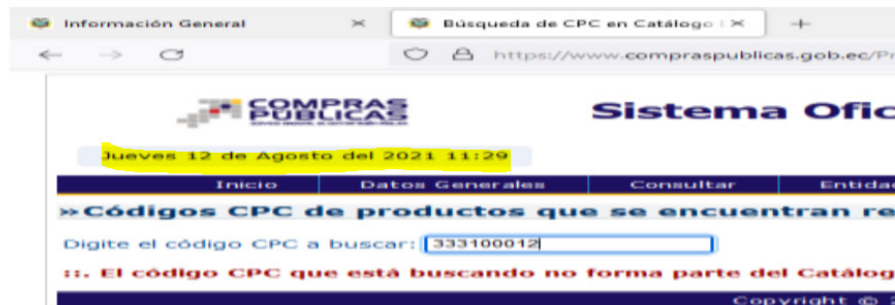 Información General
Búsqueda de CPC en Catálogo
https://www.compraspublicas.gob.ec/Pr
COMPRAS
PÚBLICAS
Sistema Ofic
Jueves 12 de Agosto del 2021 11:29
Inicio Datos Generales Consultar Entidad
»Códigos CPC de productos que se encuentran re
Digite el código CPC a buscar: 333100012
::. El código CPC que está buscando no forma parte del Catálog
Copyright ©